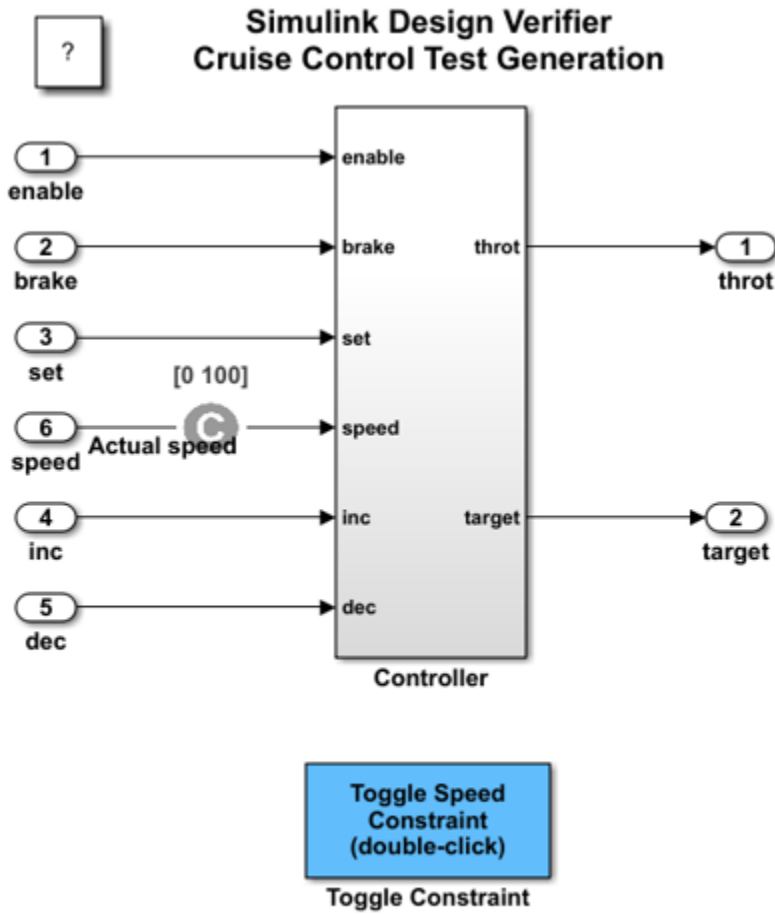 Simulink Design Verifier
Cruise Control Test Generation
?
1
enable
enable
2
brake
brake
throt
1
throt
3
set
set
[0 100]
6
speed
C
Actual speed
speed
4
inc
inc
target
2
target
5
dec
dec
Controller
Toggle Speed
Constraint
(double-click)
Toggle Constraint